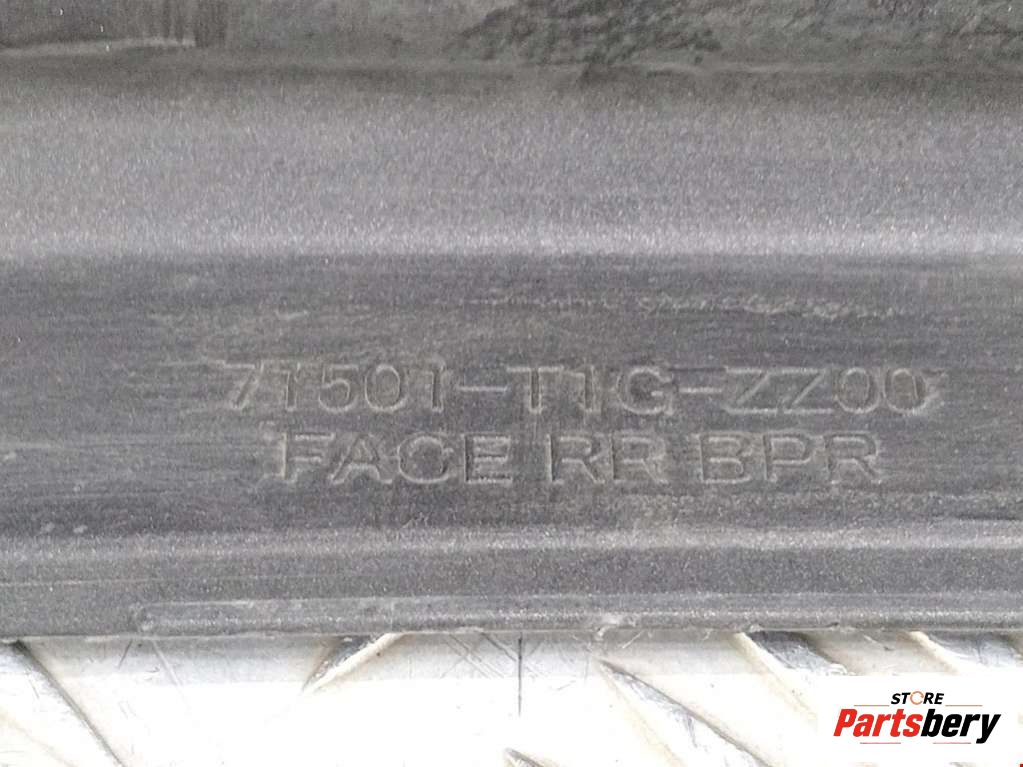 71501-T1G-ZZ00
FACE RR BPR
STORE
Partsbery